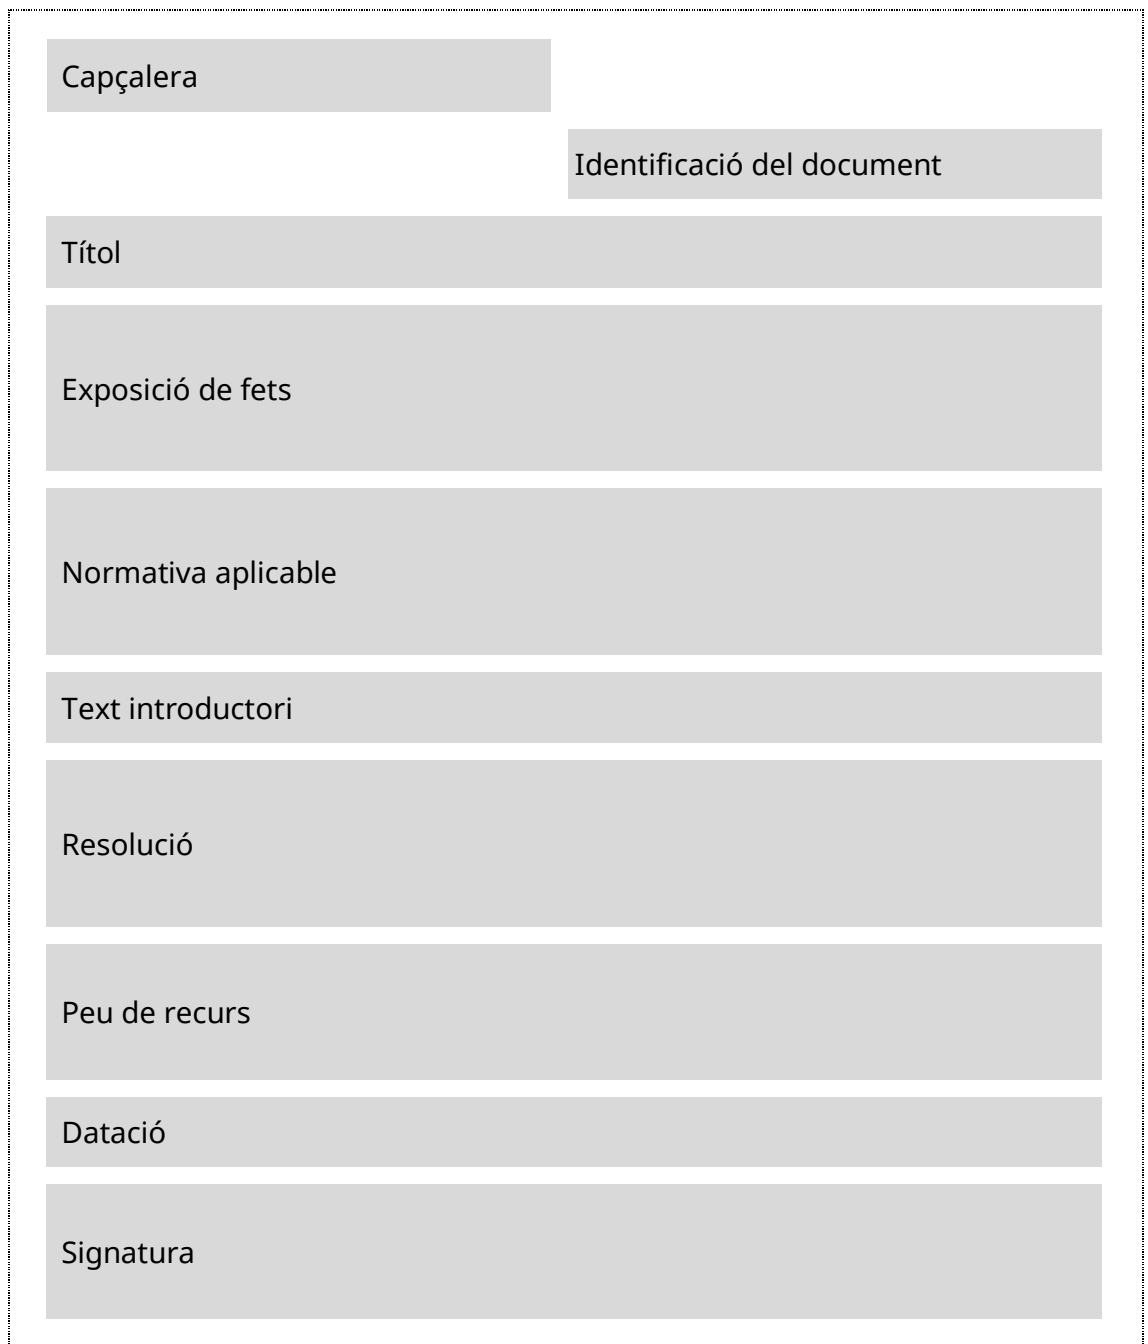 Capçalera
Identificació del document
Títol
Exposició de fets
Normativa aplicable
Text introductori
Resolució
Peu de recurs
Datació
Signatura